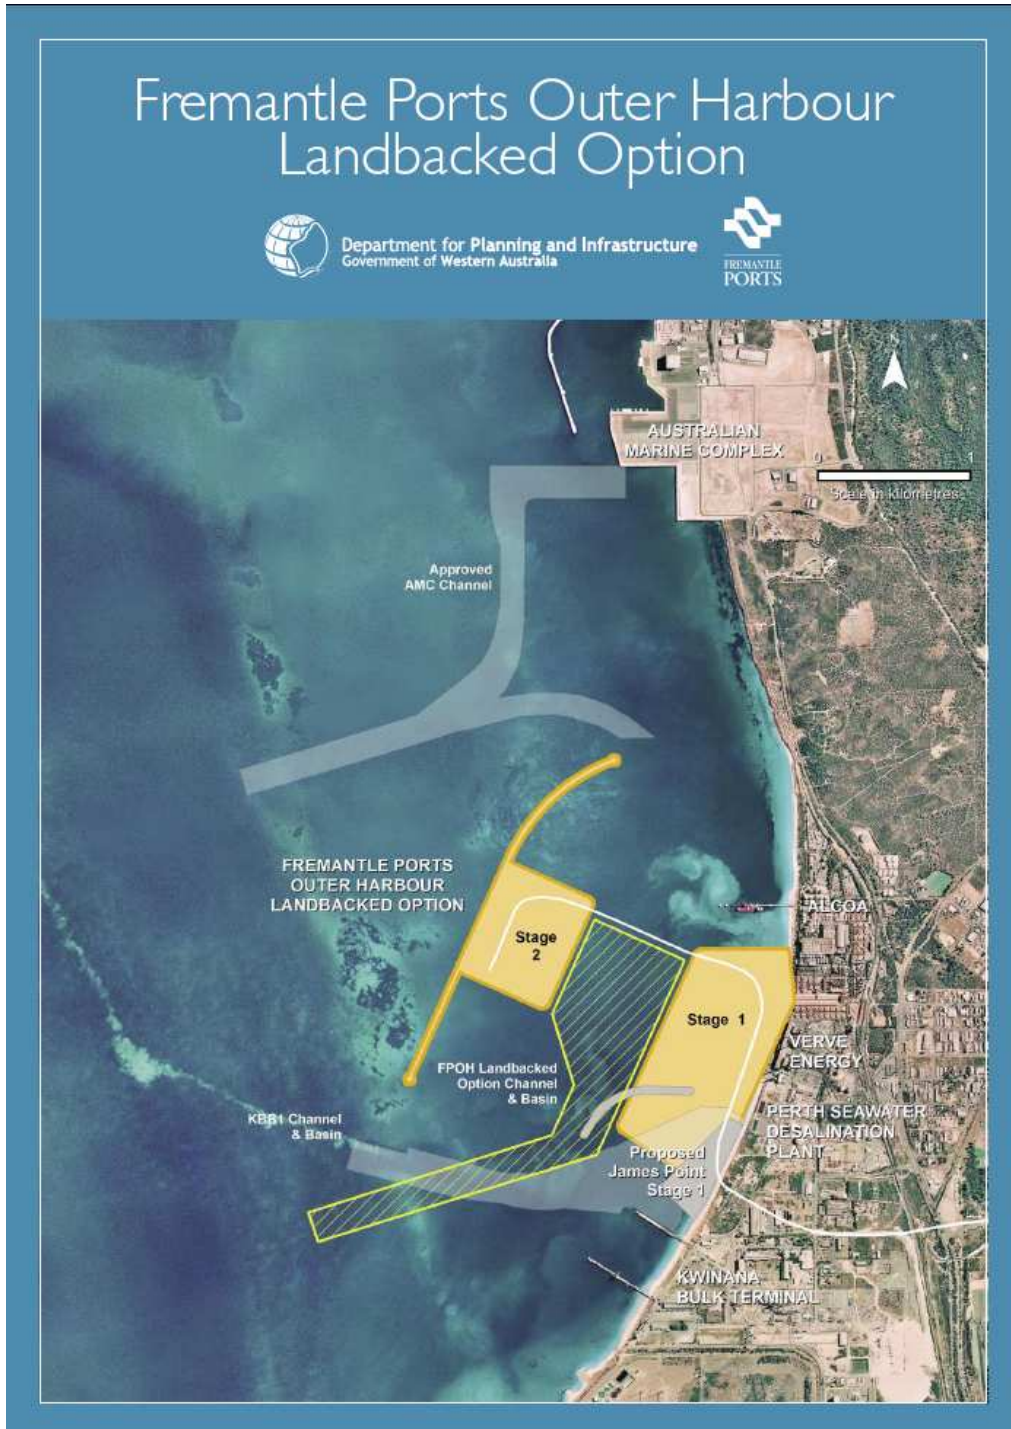 Fremantle Ports Outer Harbour
Landbacked Option
Department for Planning and Infrastructure
Government of Western Australia
FREMANTLE
PORTS
N
AUSTRALIAN
MARINE COMPLEX
0 1
Scale in kilometres
Approved
AMC Channel
FREMANTLE PORTS
OUTER HARBOUR
LANDBACKED OPTION
ALCOA
Stage
2
Stage 1
VERVE
ENERGY
FPOH Landbacked
Option Channel
& Basin
KBB1 Channel
& Basin
PERTH SEAWATER
DESALINATION
PLANT
Proposed
James Point
Stage 1
KWINANA
BULK TERMINAL